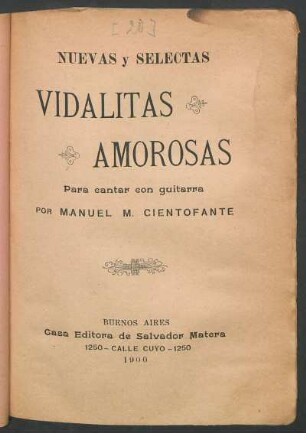 NUEVAS y SELECTAS
VIDALITAS
AMOROSAS
Para cantar con guitarra
POR MANUEL M. CIENTOFANTE
BUENOS AIRES
Casa Editora de Salvador Matera
1250 – CALLE CUYO – 1250
1900